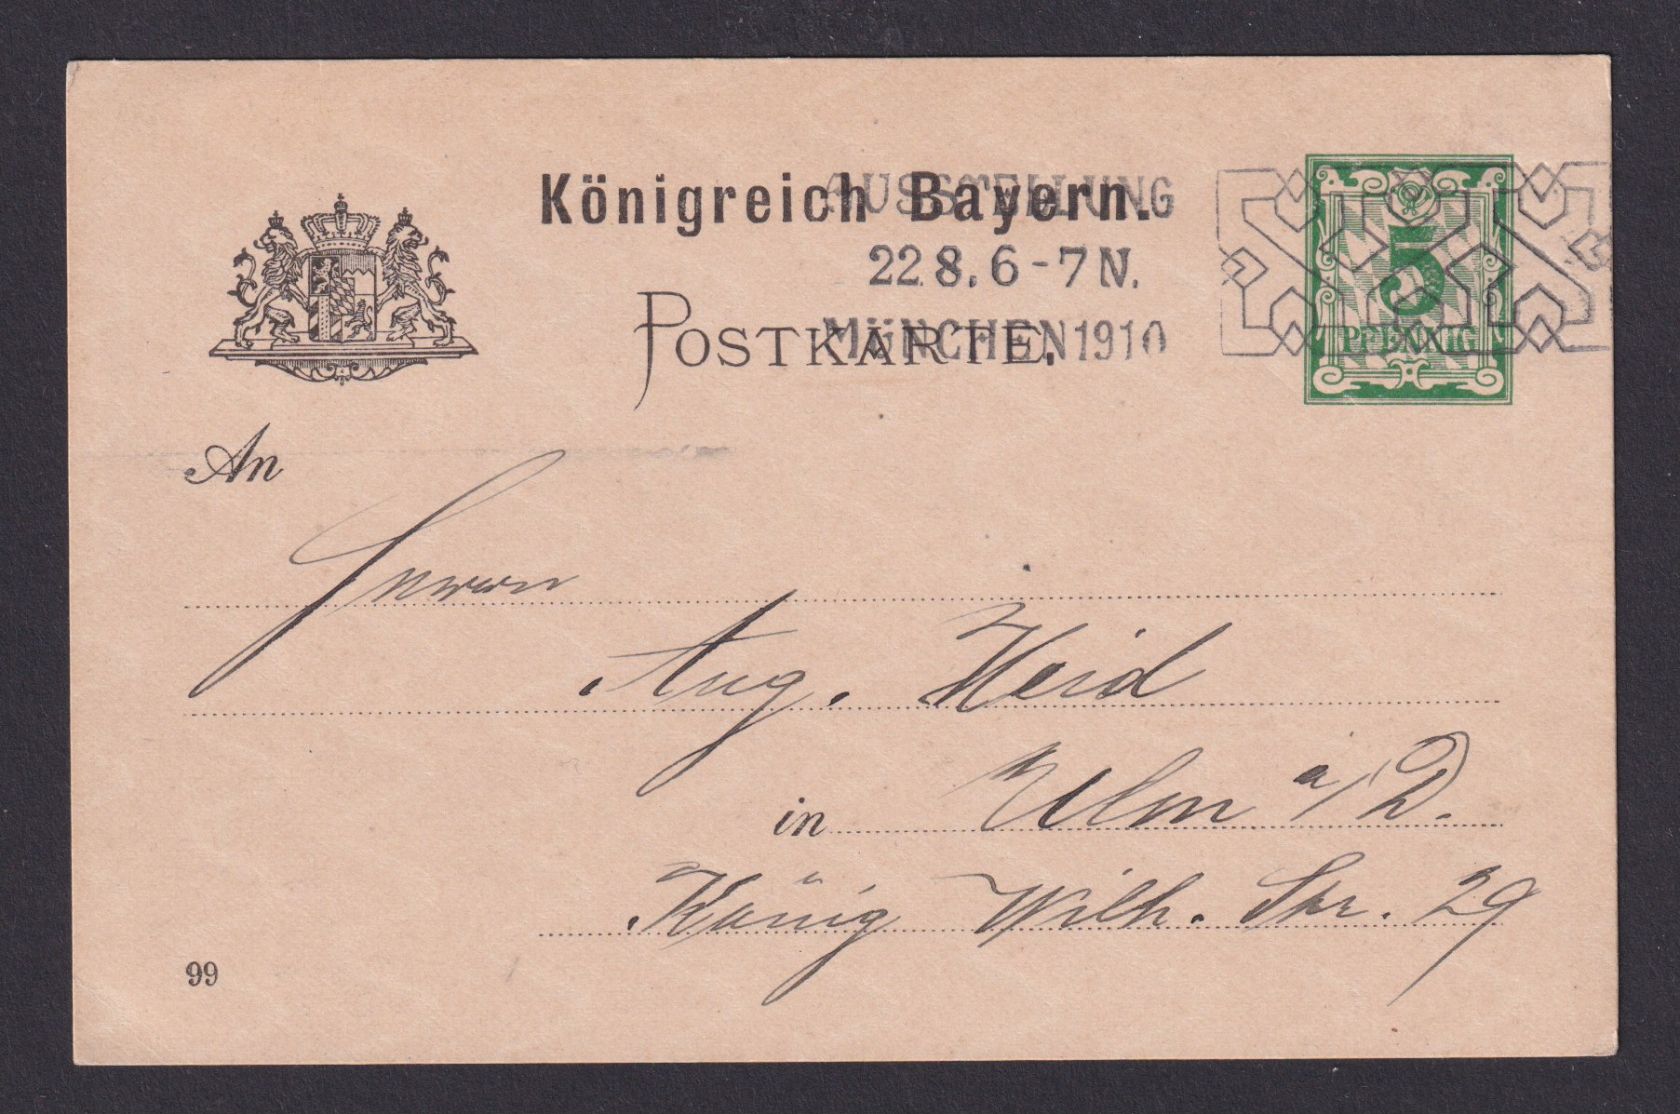 Königreich Bayern.
AUSSTELLUNG
22 8. 6-7 N.
MüNCHEN 1910
POSTKARTE.
5
PFENNIG
An
Herrn
Aug. Heid
in Ulm a/D.
König Wilh. Str. 29
99